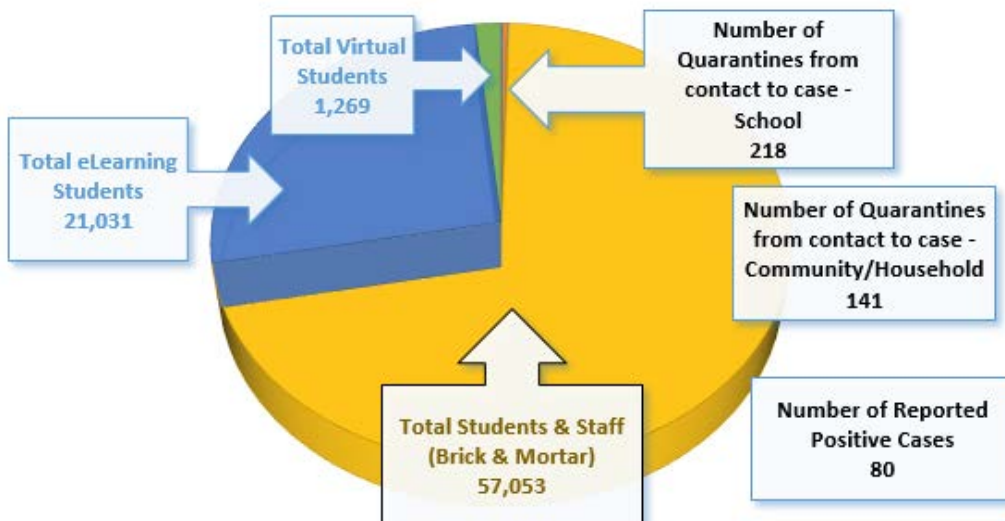 Total Virtual
Students
1,269
Total eLearning
Students
21,031
Number of
Quarantines from
contact to case -
School
218
Number of Quarantines
from contact to case -
Community/Household
141
Total Students & Staff
(Brick & Mortar)
57,053
Number of Reported
Positive Cases
80